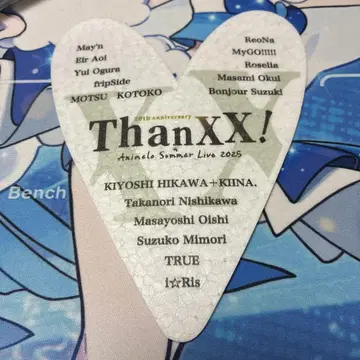 May'n
Eir Aoi
Yui Ogura
fripSide
MOTSU KOTOKO
ReoNa
MyGO!!!!!
Roselia
Masami Okui
Bonjour Suzuki
20th anniversary
ThanXX!
Animelo Summer Live 2025
KIYOSHI HIKAWA+KIINA.
Takanori Nishikawa
Masayoshi Oishi
Suzuko Mimori
TRUE
i☆Ris
Bench